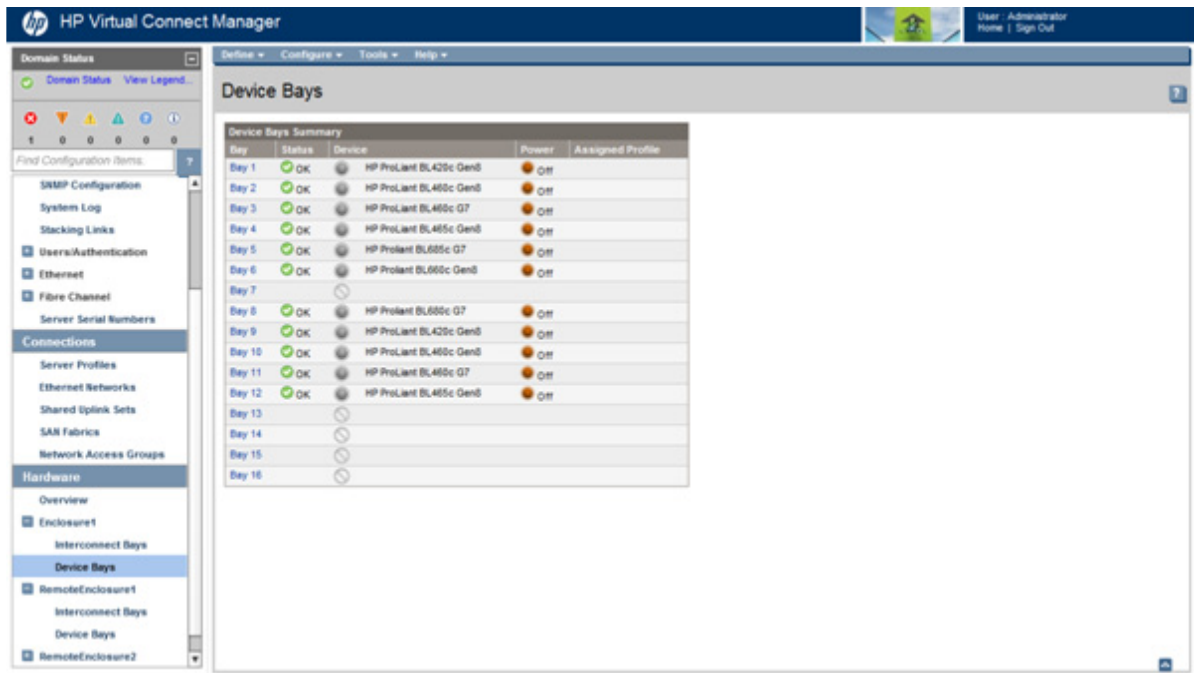 hp HP Virtual Connect Manager
User : Administrator
Home | Sign Out
Domain Status
Domain Status View Legend...
1 0 0 0 0 0
Find Configuration Items. ?
SNMP Configuration
System Log
Stacking Links
Users/Authentication
Ethernet
Fibre Channel
Server Serial Numbers
Connections
Server Profiles
Ethernet Networks
Shared Uplink Sets
SAN Fabrics
Network Access Groups
Hardware
Overview
Enclosure1
Interconnect Bays
Device Bays
RemoteEnclosure1
Interconnect Bays
Device Bays
RemoteEnclosure2
Define Configure Tools Help
Device Bays ?
Device Bays Summary
Bay Status Device Power Assigned Profile
Bay 1 OK HP ProLiant BL420c Gen8 Off
Bay 2 OK HP ProLiant BL460c Gen8 Off
Bay 3 OK HP ProLiant BL460c G7 Off
Bay 4 OK HP ProLiant BL465c Gen8 Off
Bay 5 OK HP Proliant BL685c G7 Off
Bay 6 OK HP Proliant BL660c Gen8 Off
Bay 7
Bay 8 OK HP Proliant BL680c G7 Off
Bay 9 OK HP ProLiant BL420c Gen8 Off
Bay 10 OK HP ProLiant BL460c Gen8 Off
Bay 11 OK HP ProLiant BL460c G7 Off
Bay 12 OK HP ProLiant BL465c Gen8 Off
Bay 13
Bay 14
Bay 15
Bay 16